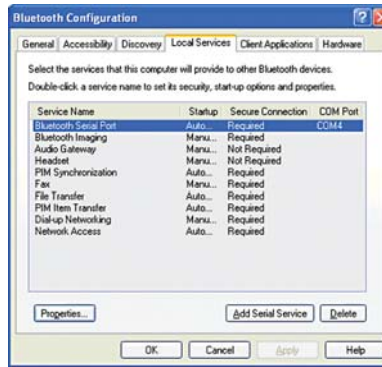 Bluetooth Configuration
General Accessibility Discovery Local Services Client Applications Hardware
Select the services that this computer will provide to other Bluetooth devices.
Double-click a service name to set its security, start-up options and properties.
Service Name Startup Secure Connection COM Port
Bluetooth Serial Port Auto... Required COM4
Bluetooth Imaging Manu... Required
Audio Gateway Manu... Not Required
Headset Manu... Not Required
PIM Synchronization Auto... Required
Fax Manu... Required
File Transfer Auto... Required
PIM Item Transfer Auto... Required
Dial-up Networking Manu... Required
Network Access Auto... Required
Properties... Add Serial Service Delete
OK Cancel Apply Help